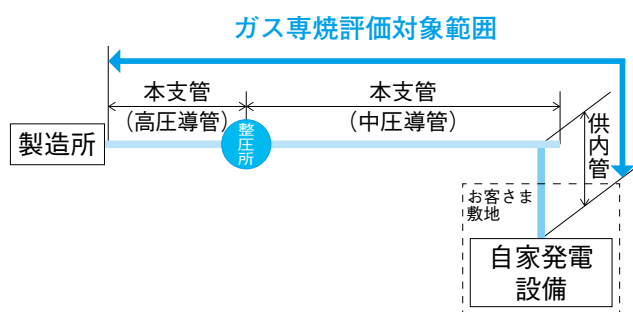 ガス専焼評価対象範囲
本支管
（高圧導管）
本支管
（中圧導管）
製造所
整圧所
供内管
お客さま
敷地
自家発電
設備